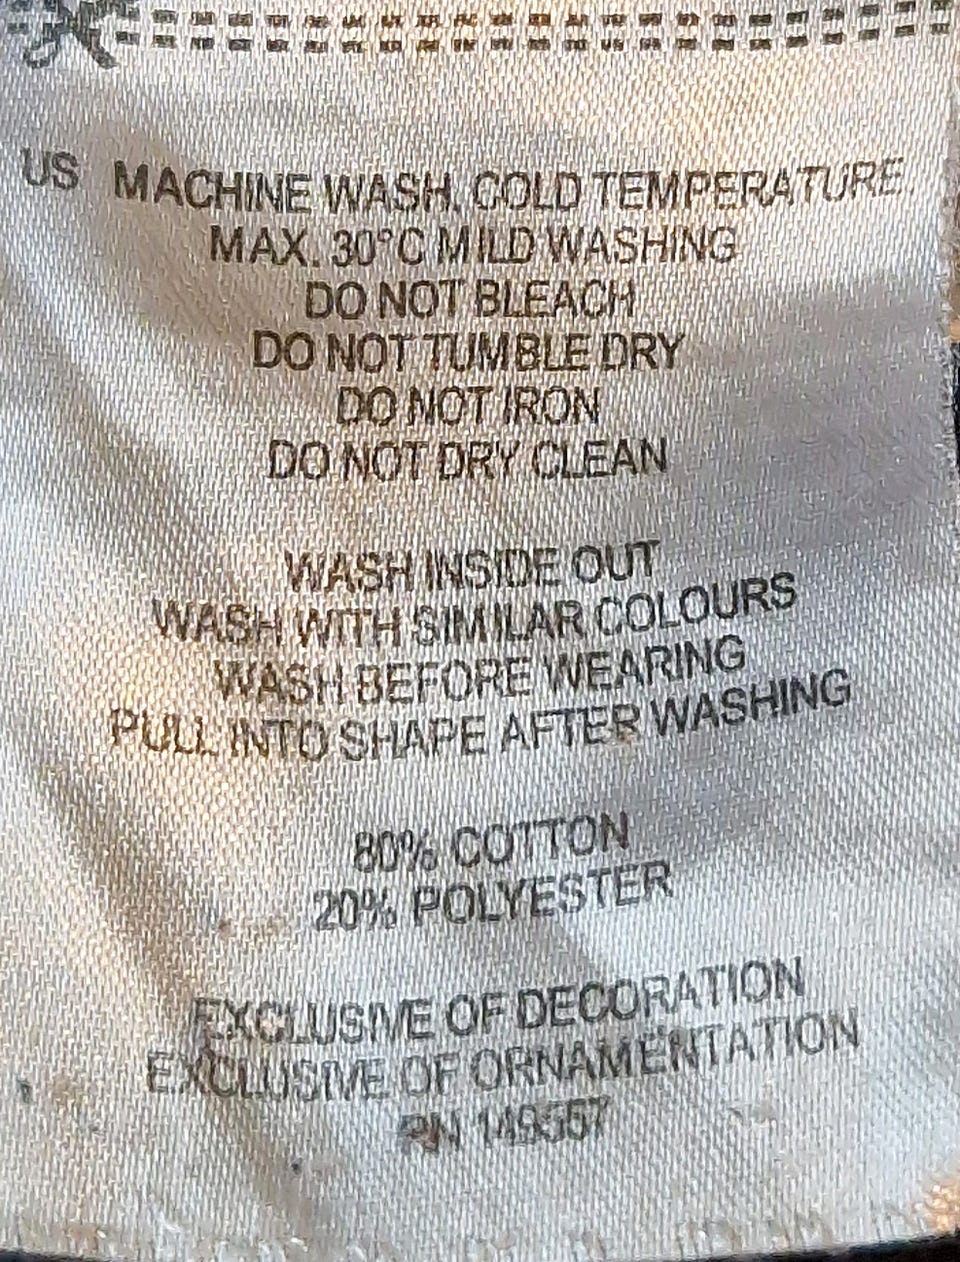 US MACHINE WASH, COLD TEMPERATURE,
MAX. 30°C MILD WASHING
DO NOT BLEACH
DO NOT TUMBLE DRY
DO NOT IRON
DO NOT DRY CLEAN
WASH INSIDE OUT
WASH WITH SIMILAR COLOURS
WASH BEFORE WEARING
PULL INTO SHAPE AFTER WASHING
80% COTTON
20% POLYESTER
EXCLUSIVE OF DECORATION
EXCLUSIVE OF ORNAMENTATION
RN